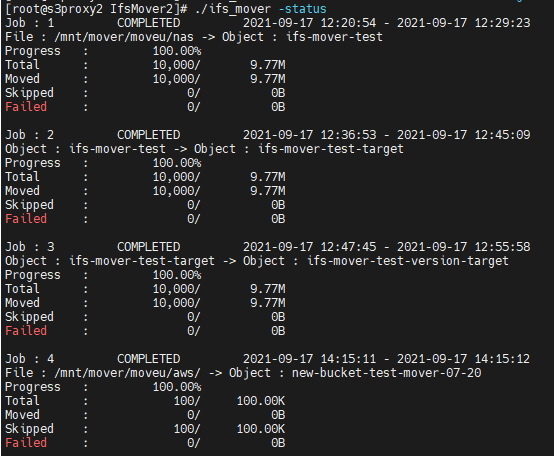 [root@s3proxy2 IfsMover2]# ./ifs_mover -status
Job : 1 COMPLETED 2021-09-17 12:20:54 - 2021-09-17 12:29:23
File : /mnt/mover/moveu/nas -> Object : ifs-mover-test
Progress : 100.00%
Total : 10,000/ 9.77M
Moved : 10,000/ 9.77M
Skipped : 0/ 0B
Failed : 0/ 0B
Job : 2 COMPLETED 2021-09-17 12:36:53 - 2021-09-17 12:45:09
Object : ifs-mover-test -> Object : ifs-mover-test-target
Progress : 100.00%
Total : 10,000/ 9.77M
Moved : 10,000/ 9.77M
Skipped : 0/ 0B
Failed : 0/ 0B
Job : 3 COMPLETED 2021-09-17 12:47:45 - 2021-09-17 12:55:58
Object : ifs-mover-test-target -> Object : ifs-mover-test-version-target
Progress : 100.00%
Total : 10,000/ 9.77M
Moved : 10,000/ 9.77M
Skipped : 0/ 0B
Failed : 0/ 0B
Job : 4 COMPLETED 2021-09-17 14:15:11 - 2021-09-17 14:15:12
File : /mnt/mover/moveu/aws/ -> Object : new-bucket-test-mover-07-20
Progress : 100.00%
Total : 100/ 100.00K
Moved : 0/ 0B
Skipped : 100/ 100.00K
Failed : 0/ 0B